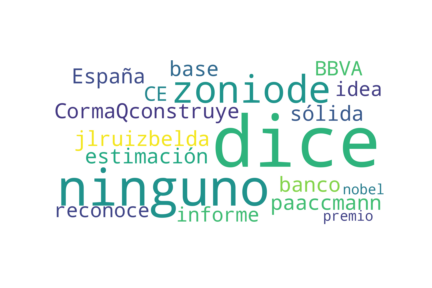 España base BBVA
CE zoniode idea
CormaQconstruye sólida
jlruizbelda dice
estimación
ninguno banco nobel
reconoce informe paaccmann
premio